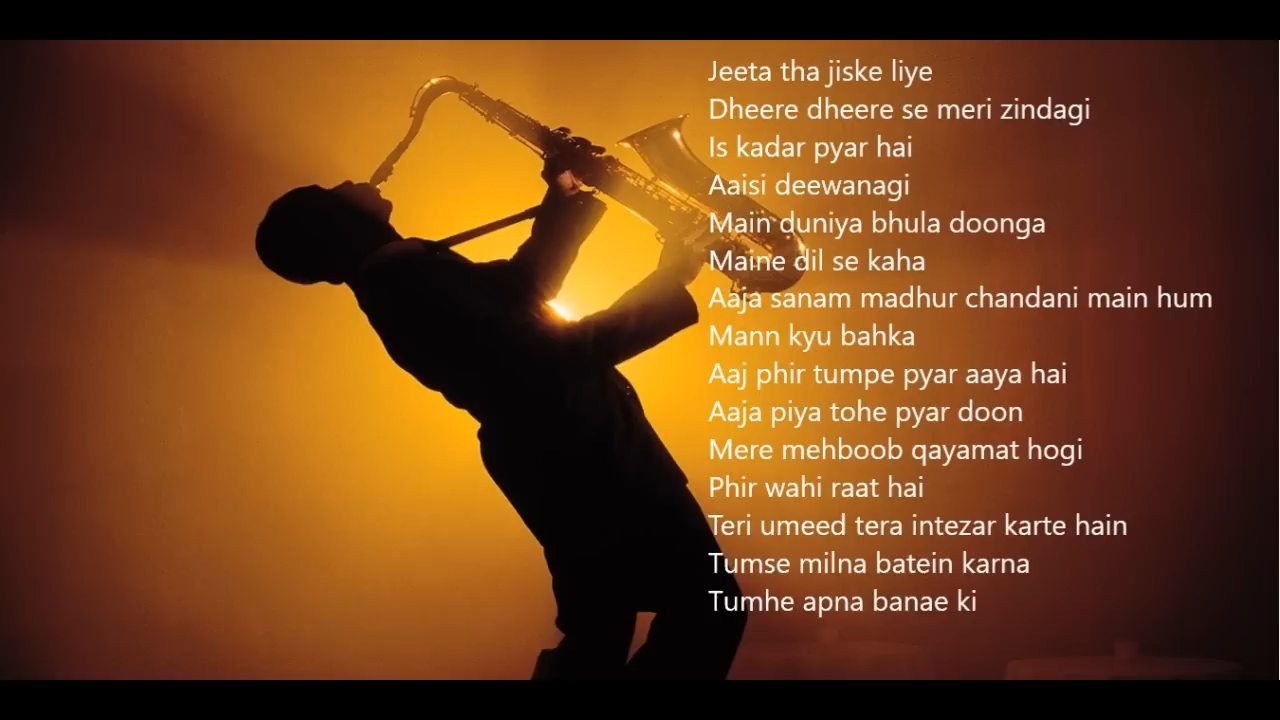 Jeeta tha jiske liye
Dheere dheere se meri zindagi
Is kadar pyar hai
Aaisi deewanagi
Main duniya bhula doonga
Maine dil se kaha
Aaja sanam madhur chandani main hum
Mann kyu bahka
Aaj phir tumpe pyar aaya hai
Aaja piya tohe pyar doon
Mere mehboob qayamat hogi
Phir wahi raat hai
Teri umeed tera intezar karte hain
Tumse milna batein karna
Tumhe apna banae ki